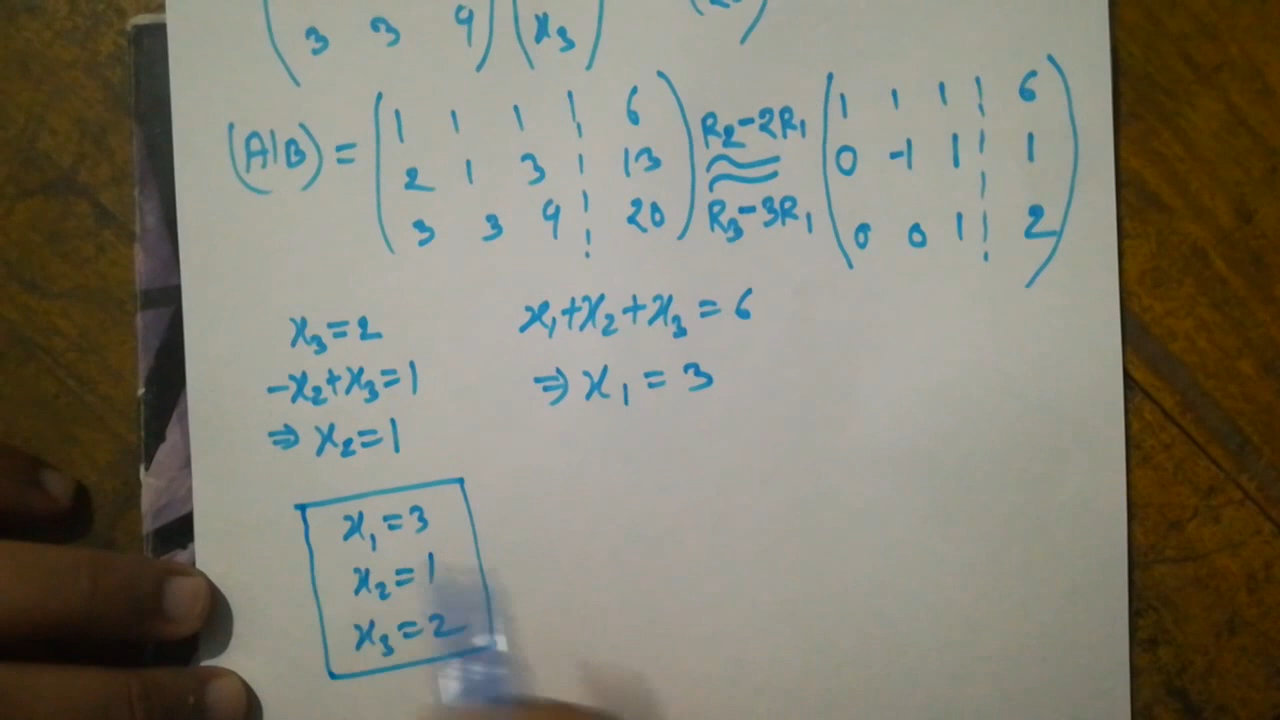 3 3 4 x₃
(A|B) = ( 1 1 1 ¦ 6 ) R₂-2R₁ ( 1 1 1 ¦ 6 )
2 1 3 ¦ 13 ≈ 0 -1 1 ¦ 1
3 3 4 ¦ 20 R₃-3R₁ 0 0 1 ¦ 2
x₃ = 2
-x₂+x₃ = 1
⇒ x₂ = 1
x₁+x₂+x₃ = 6
⇒ x₁ = 3
x₁ = 3
x₂ = 1
x₃ = 2